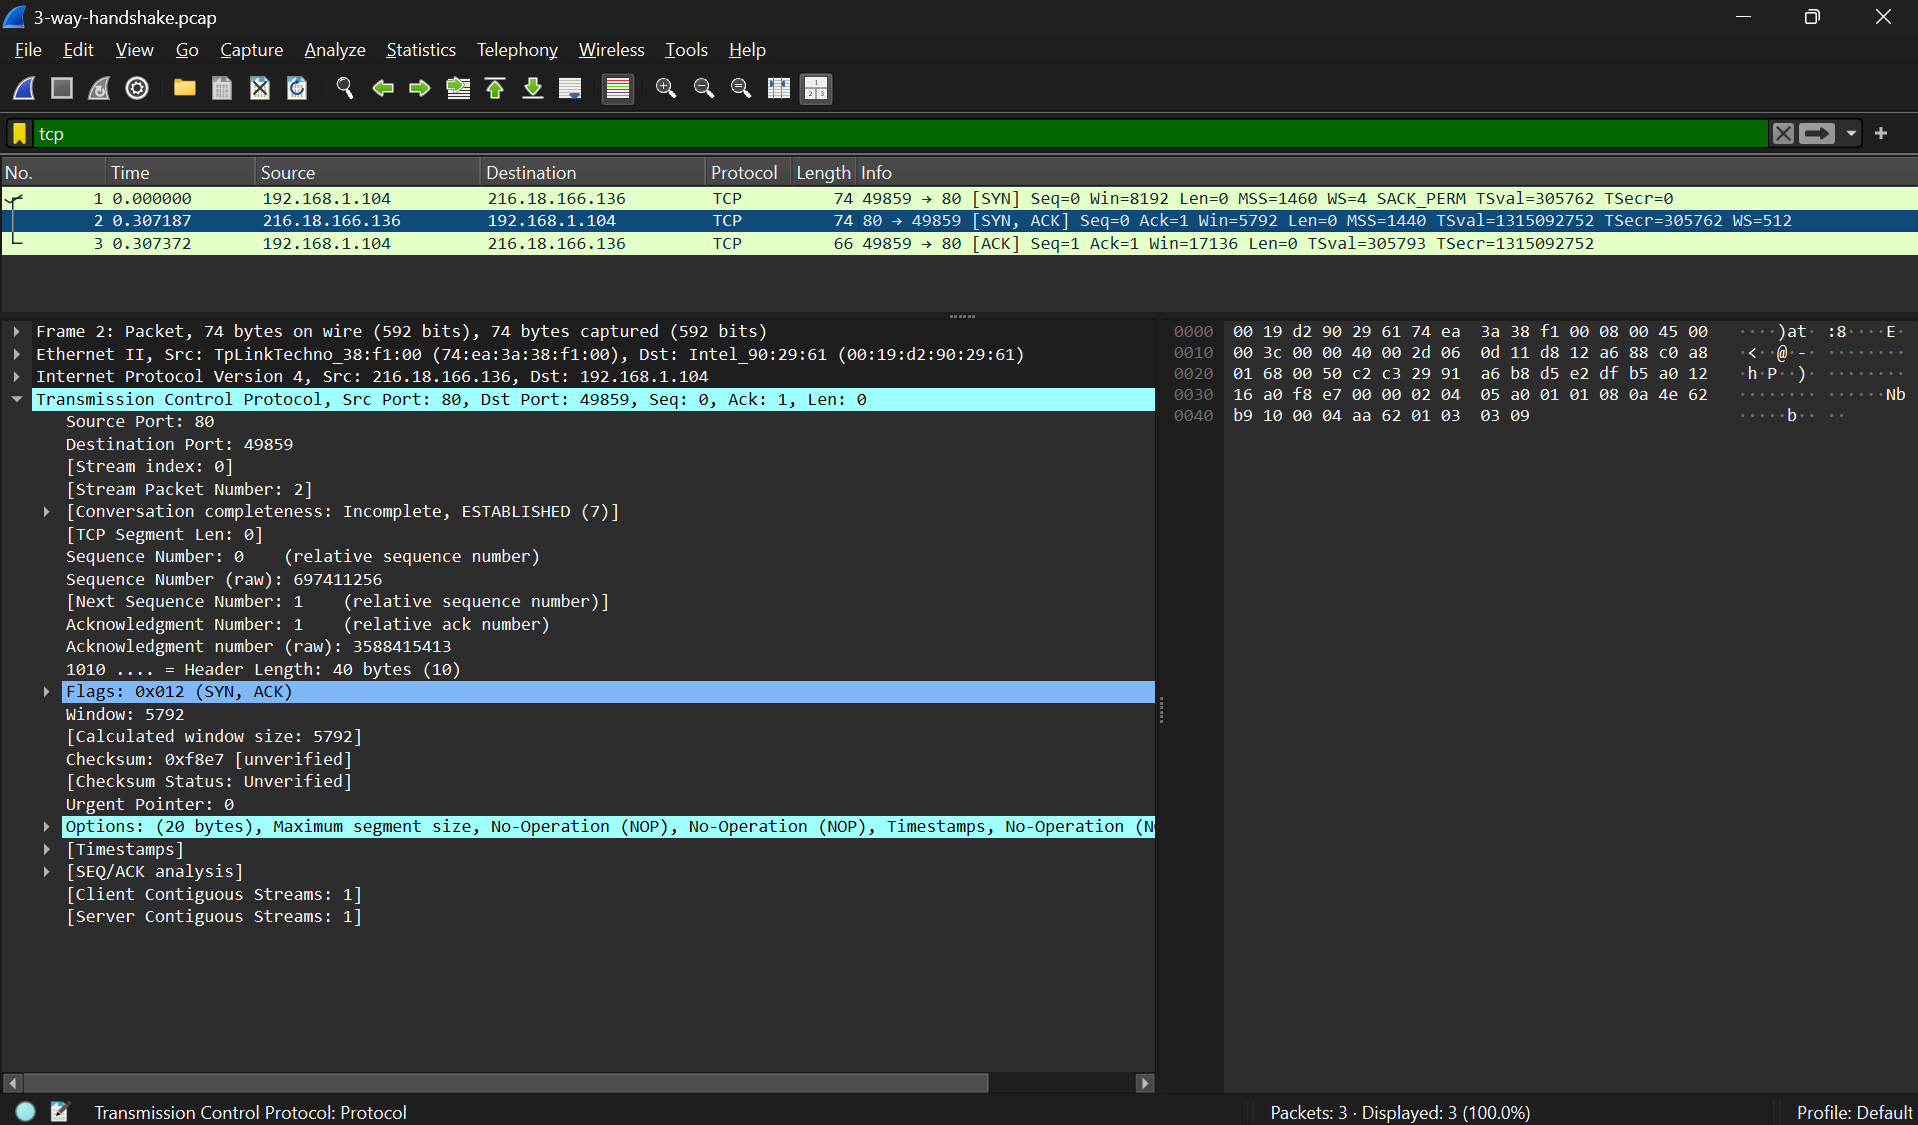 3-way-handshake.pcap
File Edit View Go Capture Analyze Statistics Telephony Wireless Tools Help
tcp
No. Time Source Destination Protocol Length Info
1 0.000000 192.168.1.104 216.18.166.136 TCP 74 49859 → 80 [SYN] Seq=0 Win=8192 Len=0 MSS=1460 WS=4 SACK_PERM TSval=305762 TSecr=0
2 0.307187 216.18.166.136 192.168.1.104 TCP 74 80 → 49859 [SYN, ACK] Seq=0 Ack=1 Win=5792 Len=0 MSS=1440 TSval=1315092752 TSecr=305762 WS=512
3 0.307372 192.168.1.104 216.18.166.136 TCP 66 49859 → 80 [ACK] Seq=1 Ack=1 Win=17136 Len=0 TSval=305793 TSecr=1315092752
Frame 2: Packet, 74 bytes on wire (592 bits), 74 bytes captured (592 bits)
Ethernet II, Src: TpLinkTechno_38:f1:00 (74:ea:3a:38:f1:00), Dst: Intel_90:29:61 (00:19:d2:90:29:61)
Internet Protocol Version 4, Src: 216.18.166.136, Dst: 192.168.1.104
Transmission Control Protocol, Src Port: 80, Dst Port: 49859, Seq: 0, Ack: 1, Len: 0
Source Port: 80
Destination Port: 49859
[Stream index: 0]
[Stream Packet Number: 2]
[Conversation completeness: Incomplete, ESTABLISHED (7)]
[TCP Segment Len: 0]
Sequence Number: 0    (relative sequence number)
Sequence Number (raw): 697411256
[Next Sequence Number: 1    (relative sequence number)]
Acknowledgment Number: 1    (relative ack number)
Acknowledgment number (raw): 3588415413
1010 .... = Header Length: 40 bytes (10)
Flags: 0x012 (SYN, ACK)
Window: 5792
[Calculated window size: 5792]
Checksum: 0xf8e7 [unverified]
[Checksum Status: Unverified]
Urgent Pointer: 0
Options: (20 bytes), Maximum segment size, No-Operation (NOP), No-Operation (NOP), Timestamps, No-Operation (N
[Timestamps]
[SEQ/ACK analysis]
[Client Contiguous Streams: 1]
[Server Contiguous Streams: 1]
0000 00 19 d2 90 29 61 74 ea 3a 38 f1 00 08 00 45 00 ····)at· :8····E·
0010 00 3c 00 00 40 00 2d 06 0d 11 d8 12 a6 88 c0 a8 ·<··@·-· ········
0020 01 68 00 50 c2 c3 29 91 a6 b8 d5 e2 df b5 a0 12 ·h·P··)· ········
0030 16 a0 f8 e7 00 00 02 04 05 a0 01 01 08 0a 4e 62 ········ ······Nb
0040 b9 10 00 04 aa 62 01 03 03 09 ·····b·· ··
Transmission Control Protocol: Protocol
Packets: 3 · Displayed: 3 (100.0%)
Profile: Default